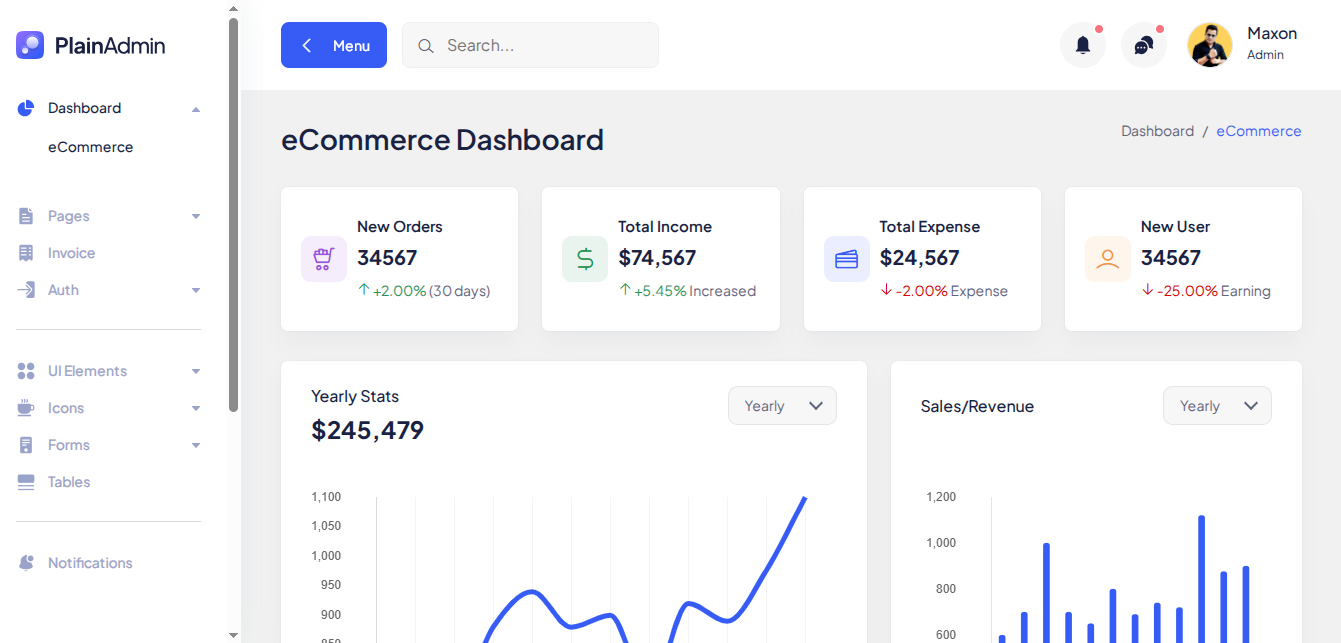 PlainAdmin
Dashboard
eCommerce
Pages
Invoice
Auth
UI Elements
Icons
Forms
Tables
Notifications
Menu
Search...
Maxon
Admin
eCommerce Dashboard
Dashboard / eCommerce
New Orders
34567
+2.00% (30 days)
Total Income
$74,567
+5.45% Increased
Total Expense
$24,567
-2.00% Expense
New User
34567
-25.00% Earning
Yearly Stats
$245,479
Yearly
1,100
1,050
1,000
950
900
850
Sales/Revenue
Yearly
1,200
1,000
800
600